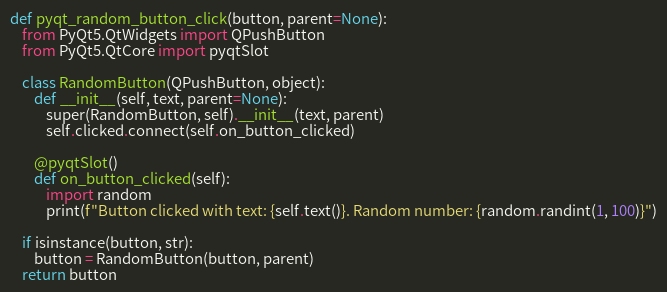 def pyqt_random_button_click(button, parent=None):
    from PyQt5.QtWidgets import QPushButton
    from PyQt5.QtCore import pyqtSlot

    class RandomButton(QPushButton, object):
        def __init__(self, text, parent=None):
            super(RandomButton, self).__init__(text, parent)
            self.clicked.connect(self.on_button_clicked)

        @pyqtSlot()
        def on_button_clicked(self):
            import random
            print(f"Button clicked with text: {self.text()}. Random number: {random.randint(1, 100)}")

    if isinstance(button, str):
        button = RandomButton(button, parent)
    return button